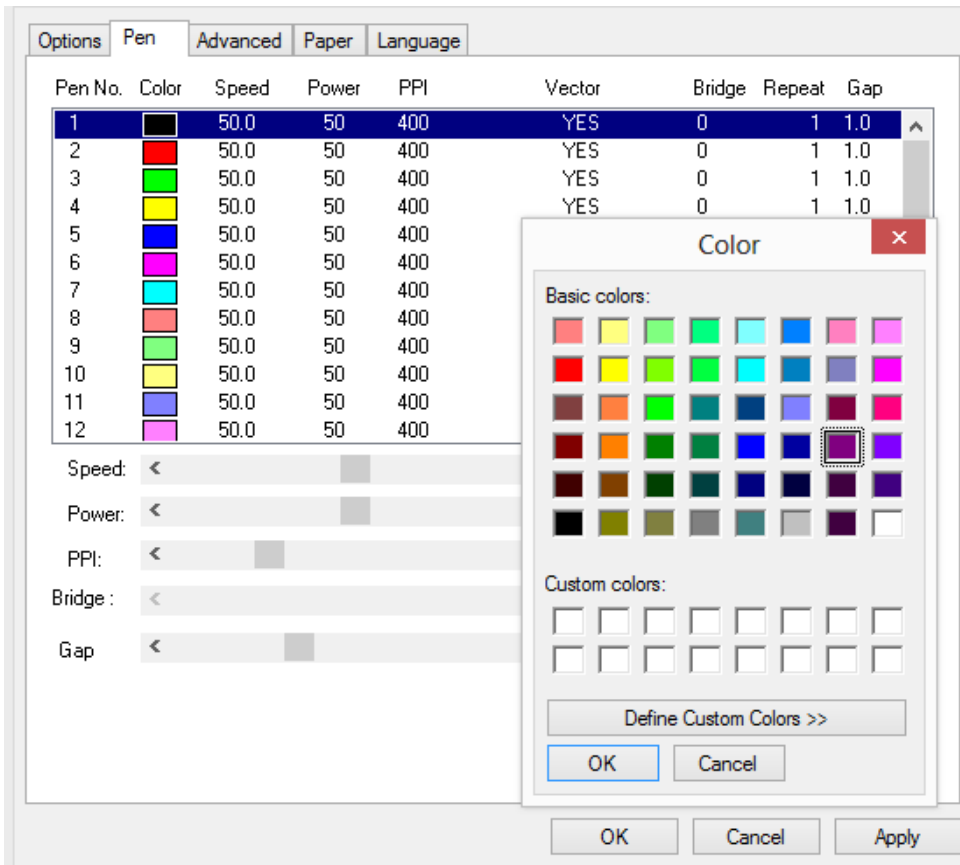 Options Pen Advanced Paper Language
Pen No. Color Speed Power PPI Vector Bridge Repeat Gap
1 50.0 50 400 YES 0 1 1.0
2 50.0 50 400 YES 0 1 1.0
3 50.0 50 400 YES 0 1 1.0
4 50.0 50 400 YES 0 1 1.0
5 50.0 50 400
6 50.0 50 400
7 50.0 50 400
8 50.0 50 400
9 50.0 50 400
10 50.0 50 400
11 50.0 50 400
12 50.0 50 400
Speed:
Power:
PPI:
Bridge :
Gap
Color
Basic colors:
Custom colors:
Define Custom Colors >>
OK Cancel
OK Cancel Apply